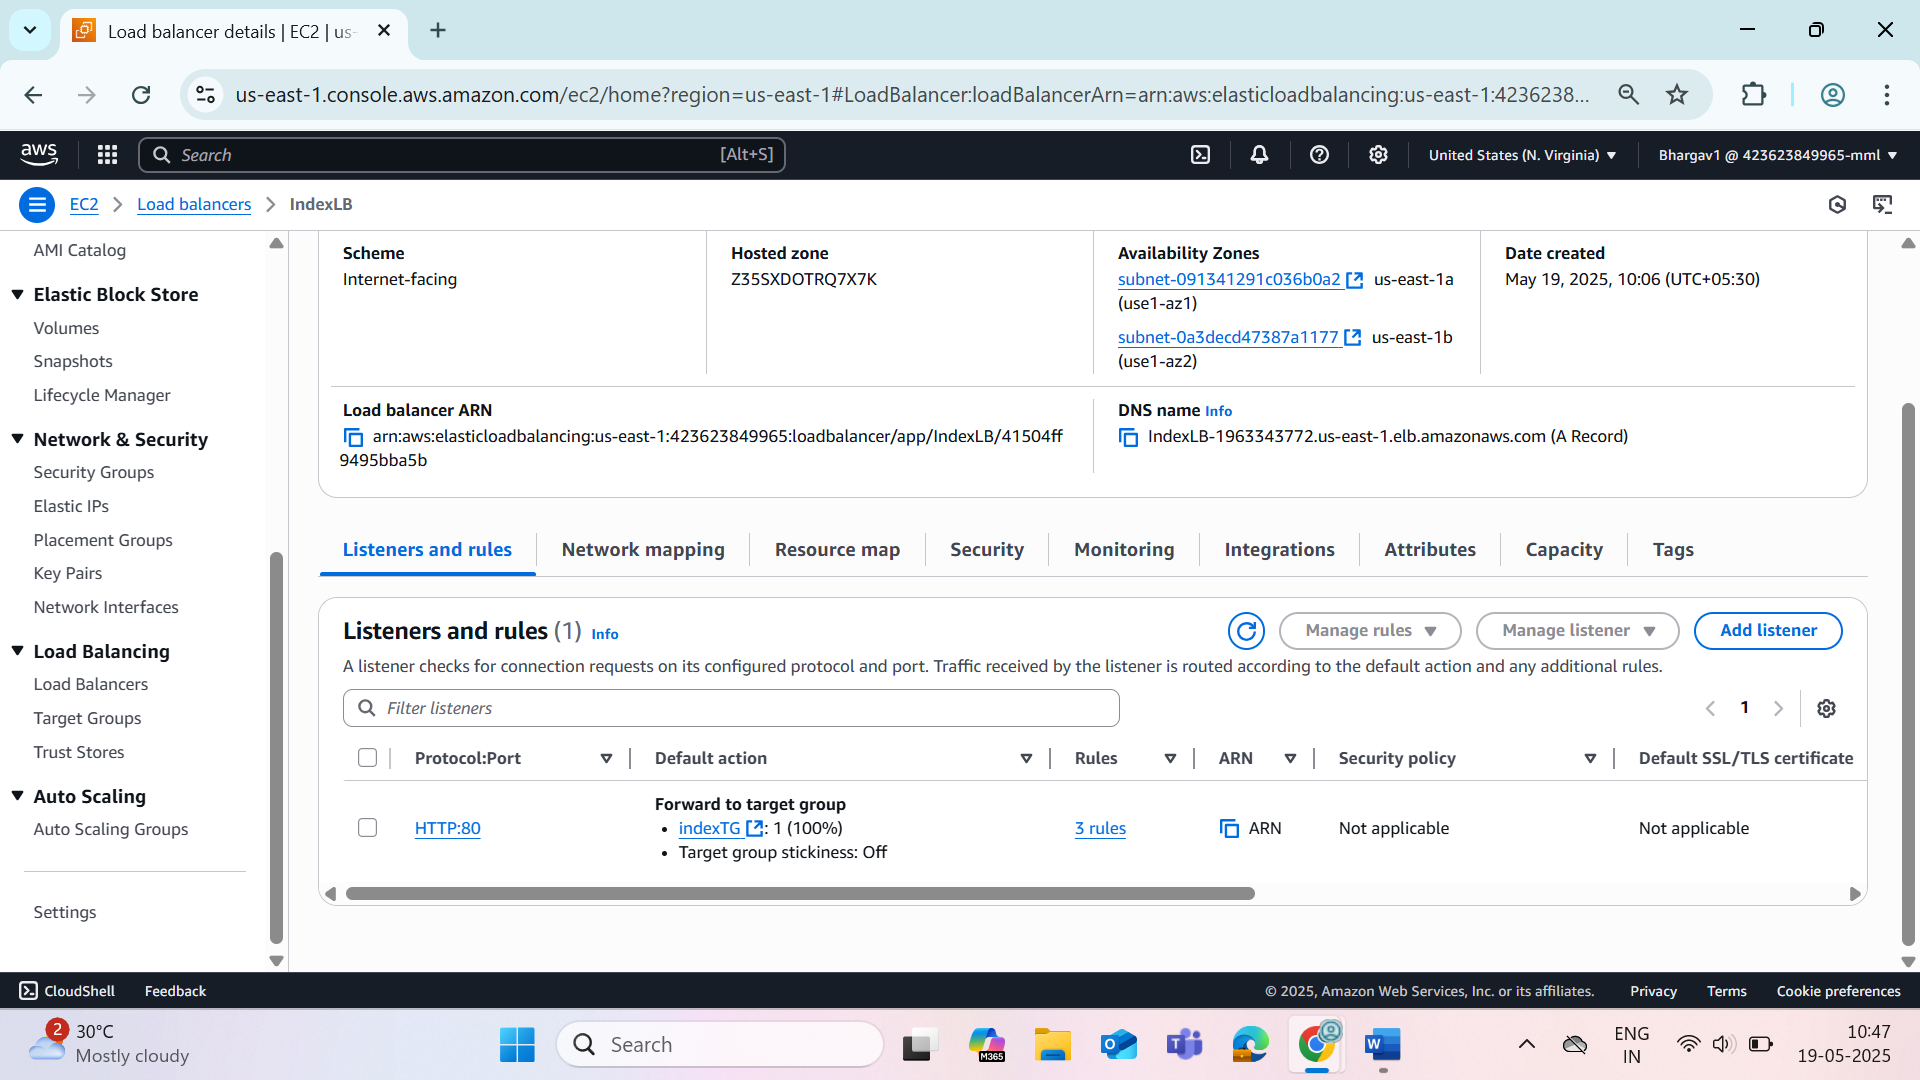 Load balancer details | EC2 | us-
us-east-1.console.aws.amazon.com/ec2/home?region=us-east-1#LoadBalancer:loadBalancerArn=arn:aws:elasticloadbalancing:us-east-1:4236238...
aws
Search [Alt+S]
United States (N. Virginia)
Bhargav1 @ 423623849965-mml
EC2 > Load balancers > IndexLB
AMI Catalog
Elastic Block Store
Volumes
Snapshots
Lifecycle Manager
Network & Security
Security Groups
Elastic IPs
Placement Groups
Key Pairs
Network Interfaces
Load Balancing
Load Balancers
Target Groups
Trust Stores
Auto Scaling
Auto Scaling Groups
Settings
Scheme
Internet-facing
Hosted zone
Z35SXDOTRQ7X7K
Availability Zones
subnet-091341291c036b0a2 us-east-1a
(use1-az1)
subnet-0a3decd47387a1177 us-east-1b
(use1-az2)
Date created
May 19, 2025, 10:06 (UTC+05:30)
Load balancer ARN
arn:aws:elasticloadbalancing:us-east-1:423623849965:loadbalancer/app/IndexLB/41504ff
9495bba5b
DNS name Info
IndexLB-1963343772.us-east-1.elb.amazonaws.com (A Record)
Listeners and rules
Network mapping
Resource map
Security
Monitoring
Integrations
Attributes
Capacity
Tags
Listeners and rules (1) Info
Manage rules
Manage listener
Add listener
A listener checks for connection requests on its configured protocol and port. Traffic received by the listener is routed according to the default action and any additional rules.
Filter listeners
1
Protocol:Port
Default action
Rules
ARN
Security policy
Default SSL/TLS certificate
HTTP:80
Forward to target group
• indexTG : 1 (100%)
• Target group stickiness: Off
3 rules
ARN
Not applicable
Not applicable
CloudShell
Feedback
© 2025, Amazon Web Services, Inc. or its affiliates.
Privacy
Terms
Cookie preferences
2
30°C
Mostly cloudy
Search
M365
ENG
IN
10:47
19-05-2025